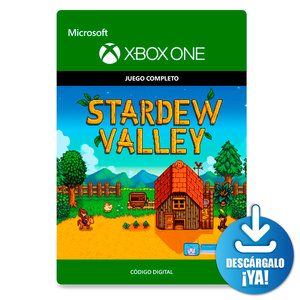 Microsoft
XBOX ONE
JUEGO COMPLETO
STARDEW
VALLEY
CÓDIGO DIGITAL
DESCÁRGALO
¡YA!